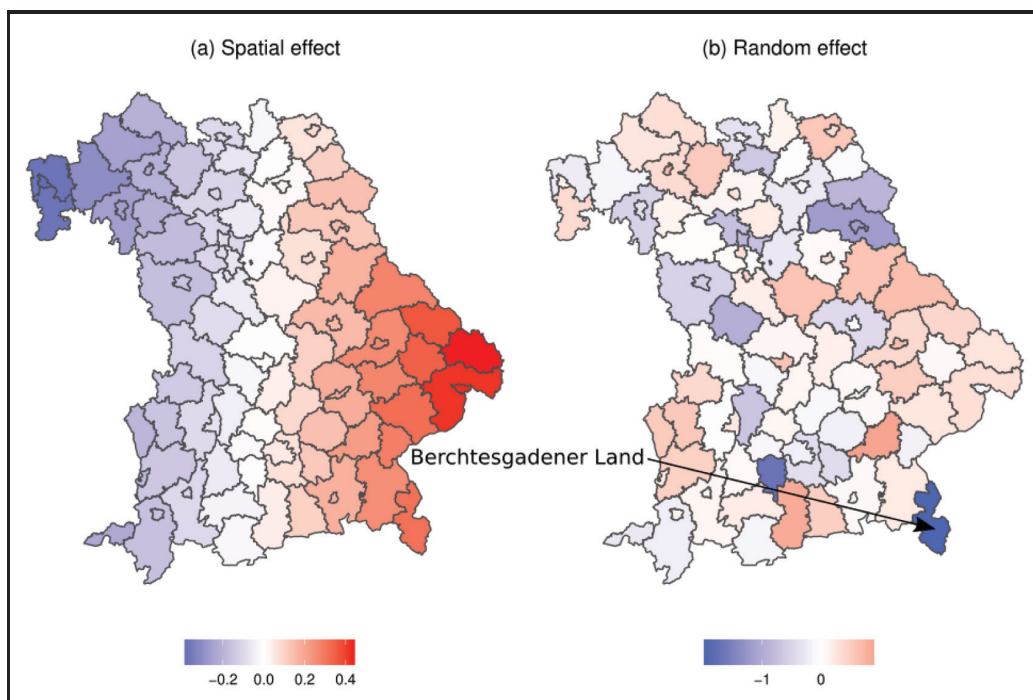 (a) Spatial effect
(b) Random effect
Berchtesgadener Land
−0.2 0.0 0.2 0.4
−1 0